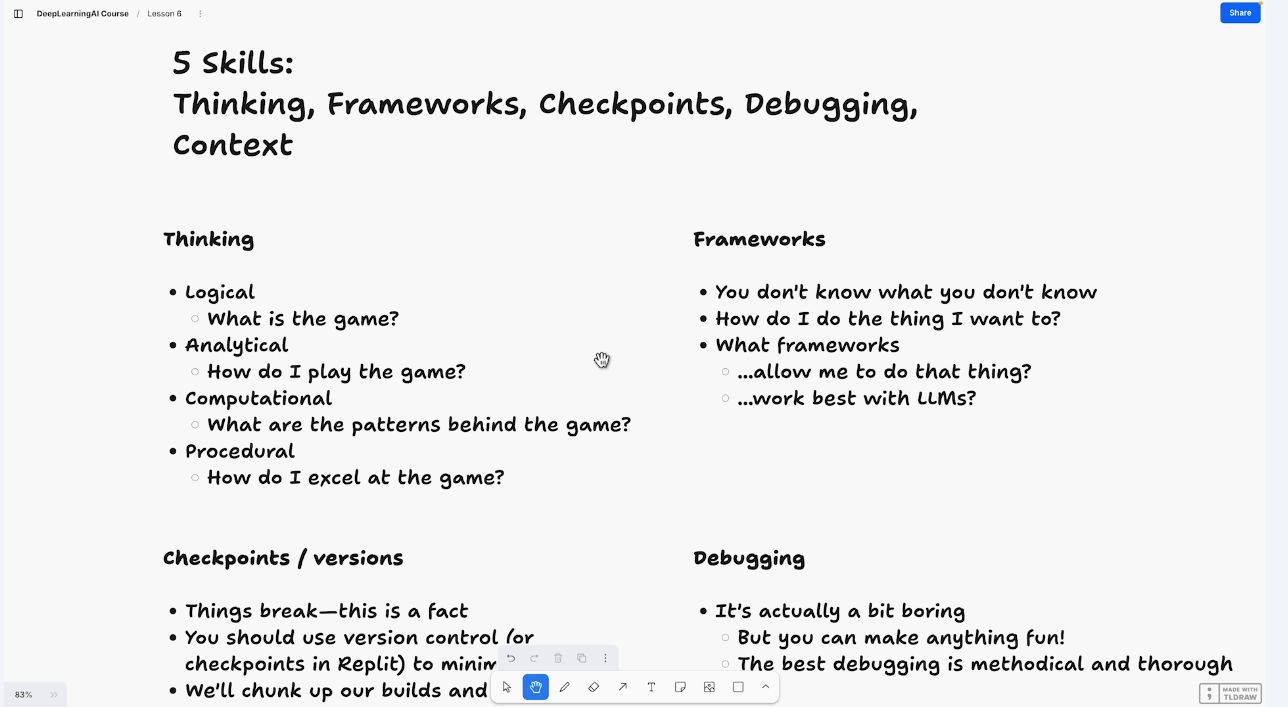 DeepLearningAI Course / Lesson 6
Share
5 Skills:
Thinking, Frameworks, Checkpoints, Debugging,
Context
Thinking
• Logical
○ What is the game?
• Analytical
○ How do I play the game?
• Computational
○ What are the patterns behind the game?
• Procedural
○ How do I excel at the game?
Frameworks
• You don't know what you don't know
• How do I do the thing I want to?
• What frameworks
○ ...allow me to do that thing?
○ ...work best with LLMs?
Checkpoints / versions
• Things break—this is a fact
• You should use version control (or
checkpoints in Replit) to
• We'll chunk up our builds and
Debugging
• It's actually a bit boring
○ But you can make anything fun!
○ The best debugging is methodical and thorough
83%
MADE WITH
TLDRAW